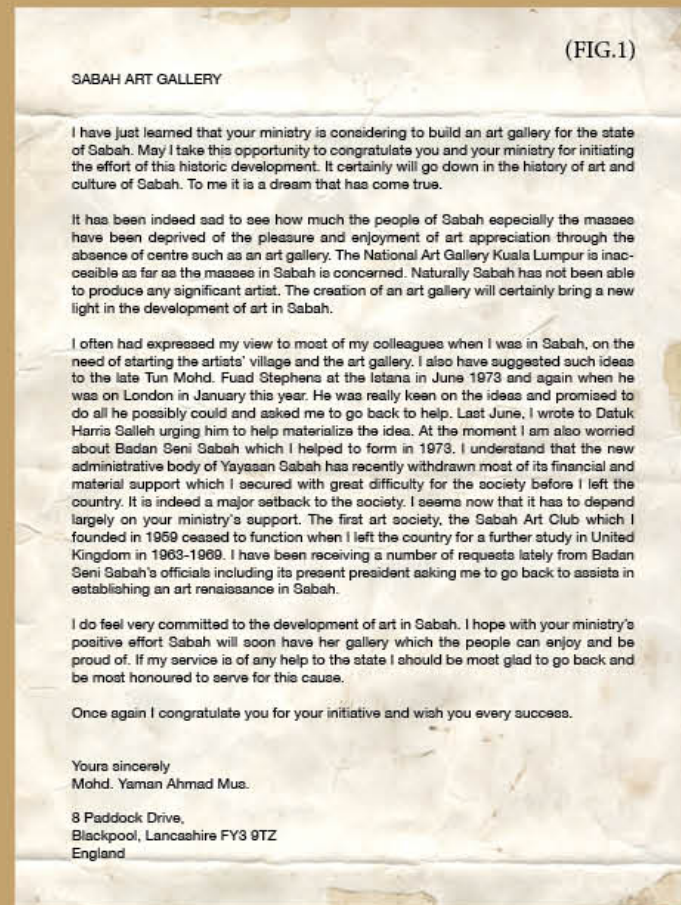 (FIG.1)
SABAH ART GALLERY
I have just learned that your ministry is considering to build an art gallery for the state
of Sabah. May I take this opportunity to congratulate you and your ministry for initiating
the effort of this historic development. It certainly will go down in the history of art and
culture of Sabah. To me it is a dream that has come true.
It has been indeed sad to see how much the people of Sabah especially the masses
have been deprived of the pleasure and enjoyment of art appreciation through the
absence of centre such as an art gallery. The National Art Gallery Kuala Lumpur is inac-
cesible as far as the masses in Sabah is concerned. Naturally Sabah has not been able
to produce any significant artist. The creation of an art gallery will certainly bring a new
light in the development of art in Sabah.
I often had expressed my view to most of my colleagues when I was in Sabah, on the
need of starting the artists' village and the art gallery. I also have suggested such ideas
to the late Tun Mohd. Fuad Stephens at the Istana in June 1973 and again when he
was on London in January this year. He was really keen on the ideas and promised to
do all he possibly could and asked me to go back to help. Last June, I wrote to Datuk
Harris Salleh urging him to help materialize the idea. At the moment I am also worried
about Badan Seni Sabah which I helped to form in 1973. I understand that the new
administrative body of Yayasan Sabah has recently withdrawn most of its financial and
material support which I secured with great difficulty for the society before I left the
country. It is indeed a major setback to the society. I seems now that it has to depend
largely on your ministry's support. The first art society, the Sabah Art Club which I
founded in 1959 ceased to function when I left the country for a further study in United
Kingdom in 1963-1969. I have been receiving a number of requests lately from Badan
Seni Sabah's officials including its present president asking me to go back to assists in
establishing an art renaissance in Sabah.
I do feel very committed to the development of art in Sabah. I hope with your ministry's
positive effort Sabah will soon have her gallery which the people can enjoy and be
proud of. If my service is of any help to the state I should be most glad to go back and
be most honoured to serve for this cause.
Once again I congratulate you for your initiative and wish you every success.
Yours sincerely
Mohd. Yaman Ahmad Mus.
8 Paddock Drive,
Blackpool, Lancashire FY3 9TZ
England